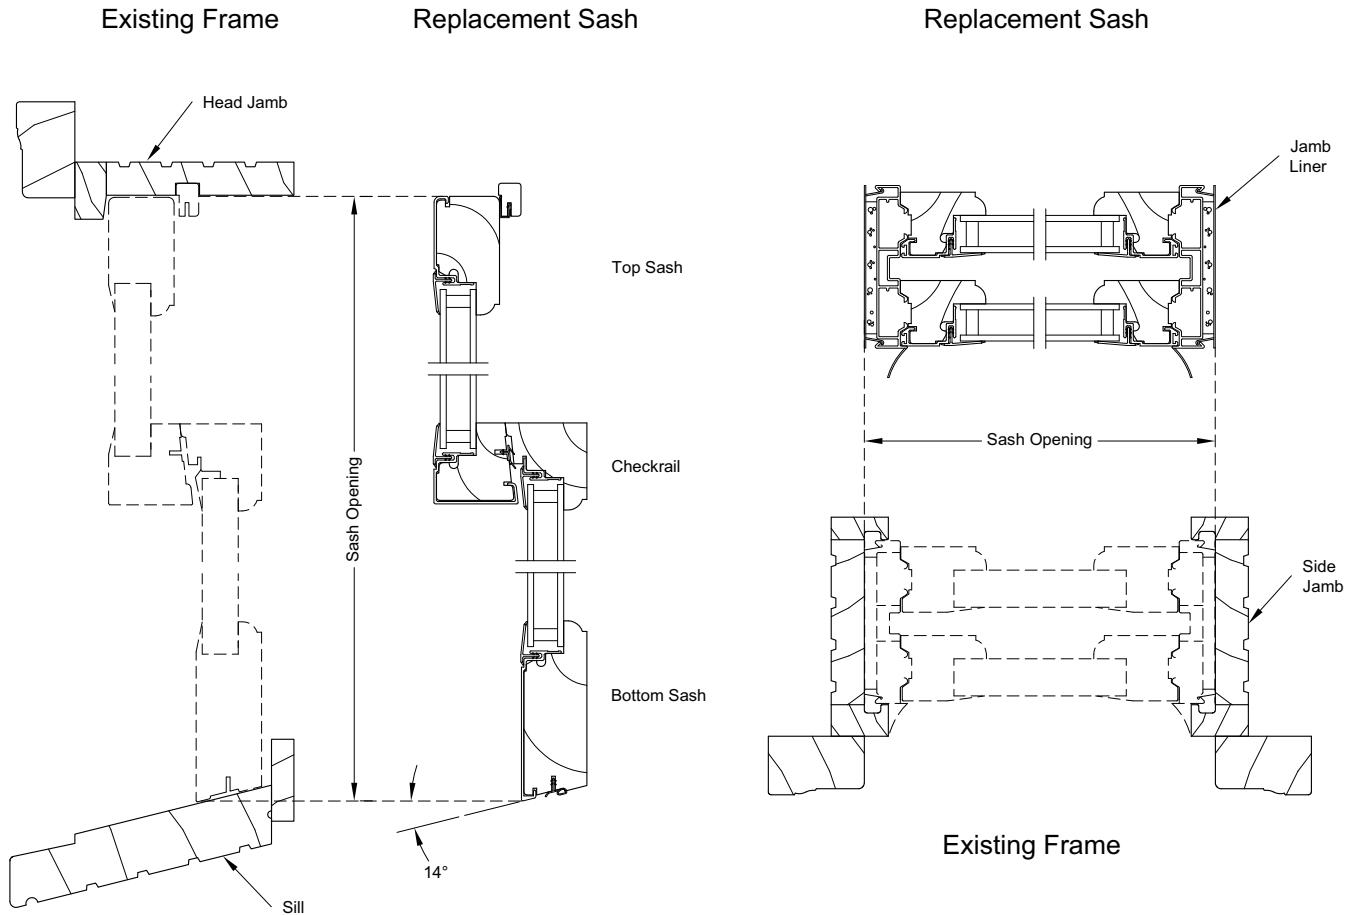 Existing Frame
Replacement Sash
Replacement Sash
Head Jamb
Jamb
Liner
Top Sash
Sash Opening
Checkrail
Sash Opening
Side
Jamb
Bottom Sash
Existing Frame
14°
Sill